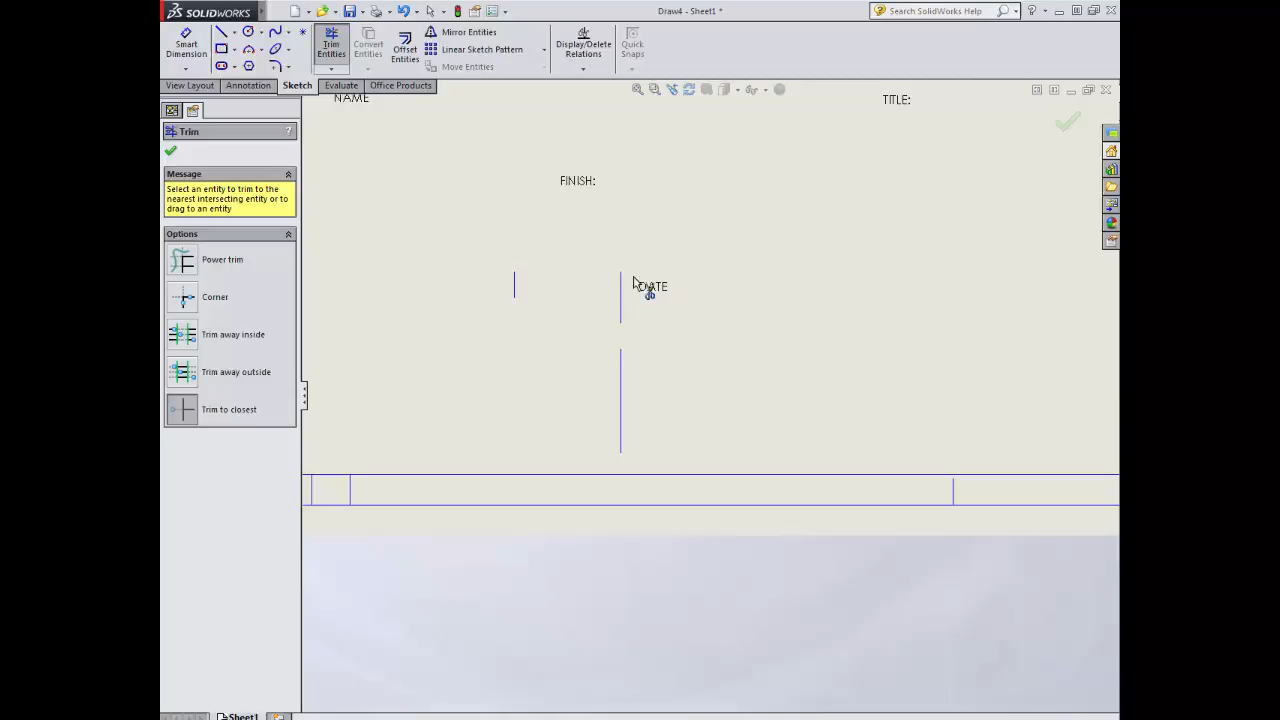 SOLIDWORKS
Draw4 - Sheet1 *
Search SolidWorks Help
Smart Dimension
Trim Entities
Convert Entities
Offset Entities
Mirror Entities
Linear Sketch Pattern
Move Entities
Display/Delete Relations
Quick Snaps
View Layout
Annotation
Sketch
Evaluate
Office Products
NAME
TITLE:
Trim
?
Message
Select an entity to trim to the
nearest intersecting entity or to
drag to an entity
FINISH:
Options
Power trim
Corner
DATE
Trim away inside
Trim away outside
Trim to closest
Sheet1